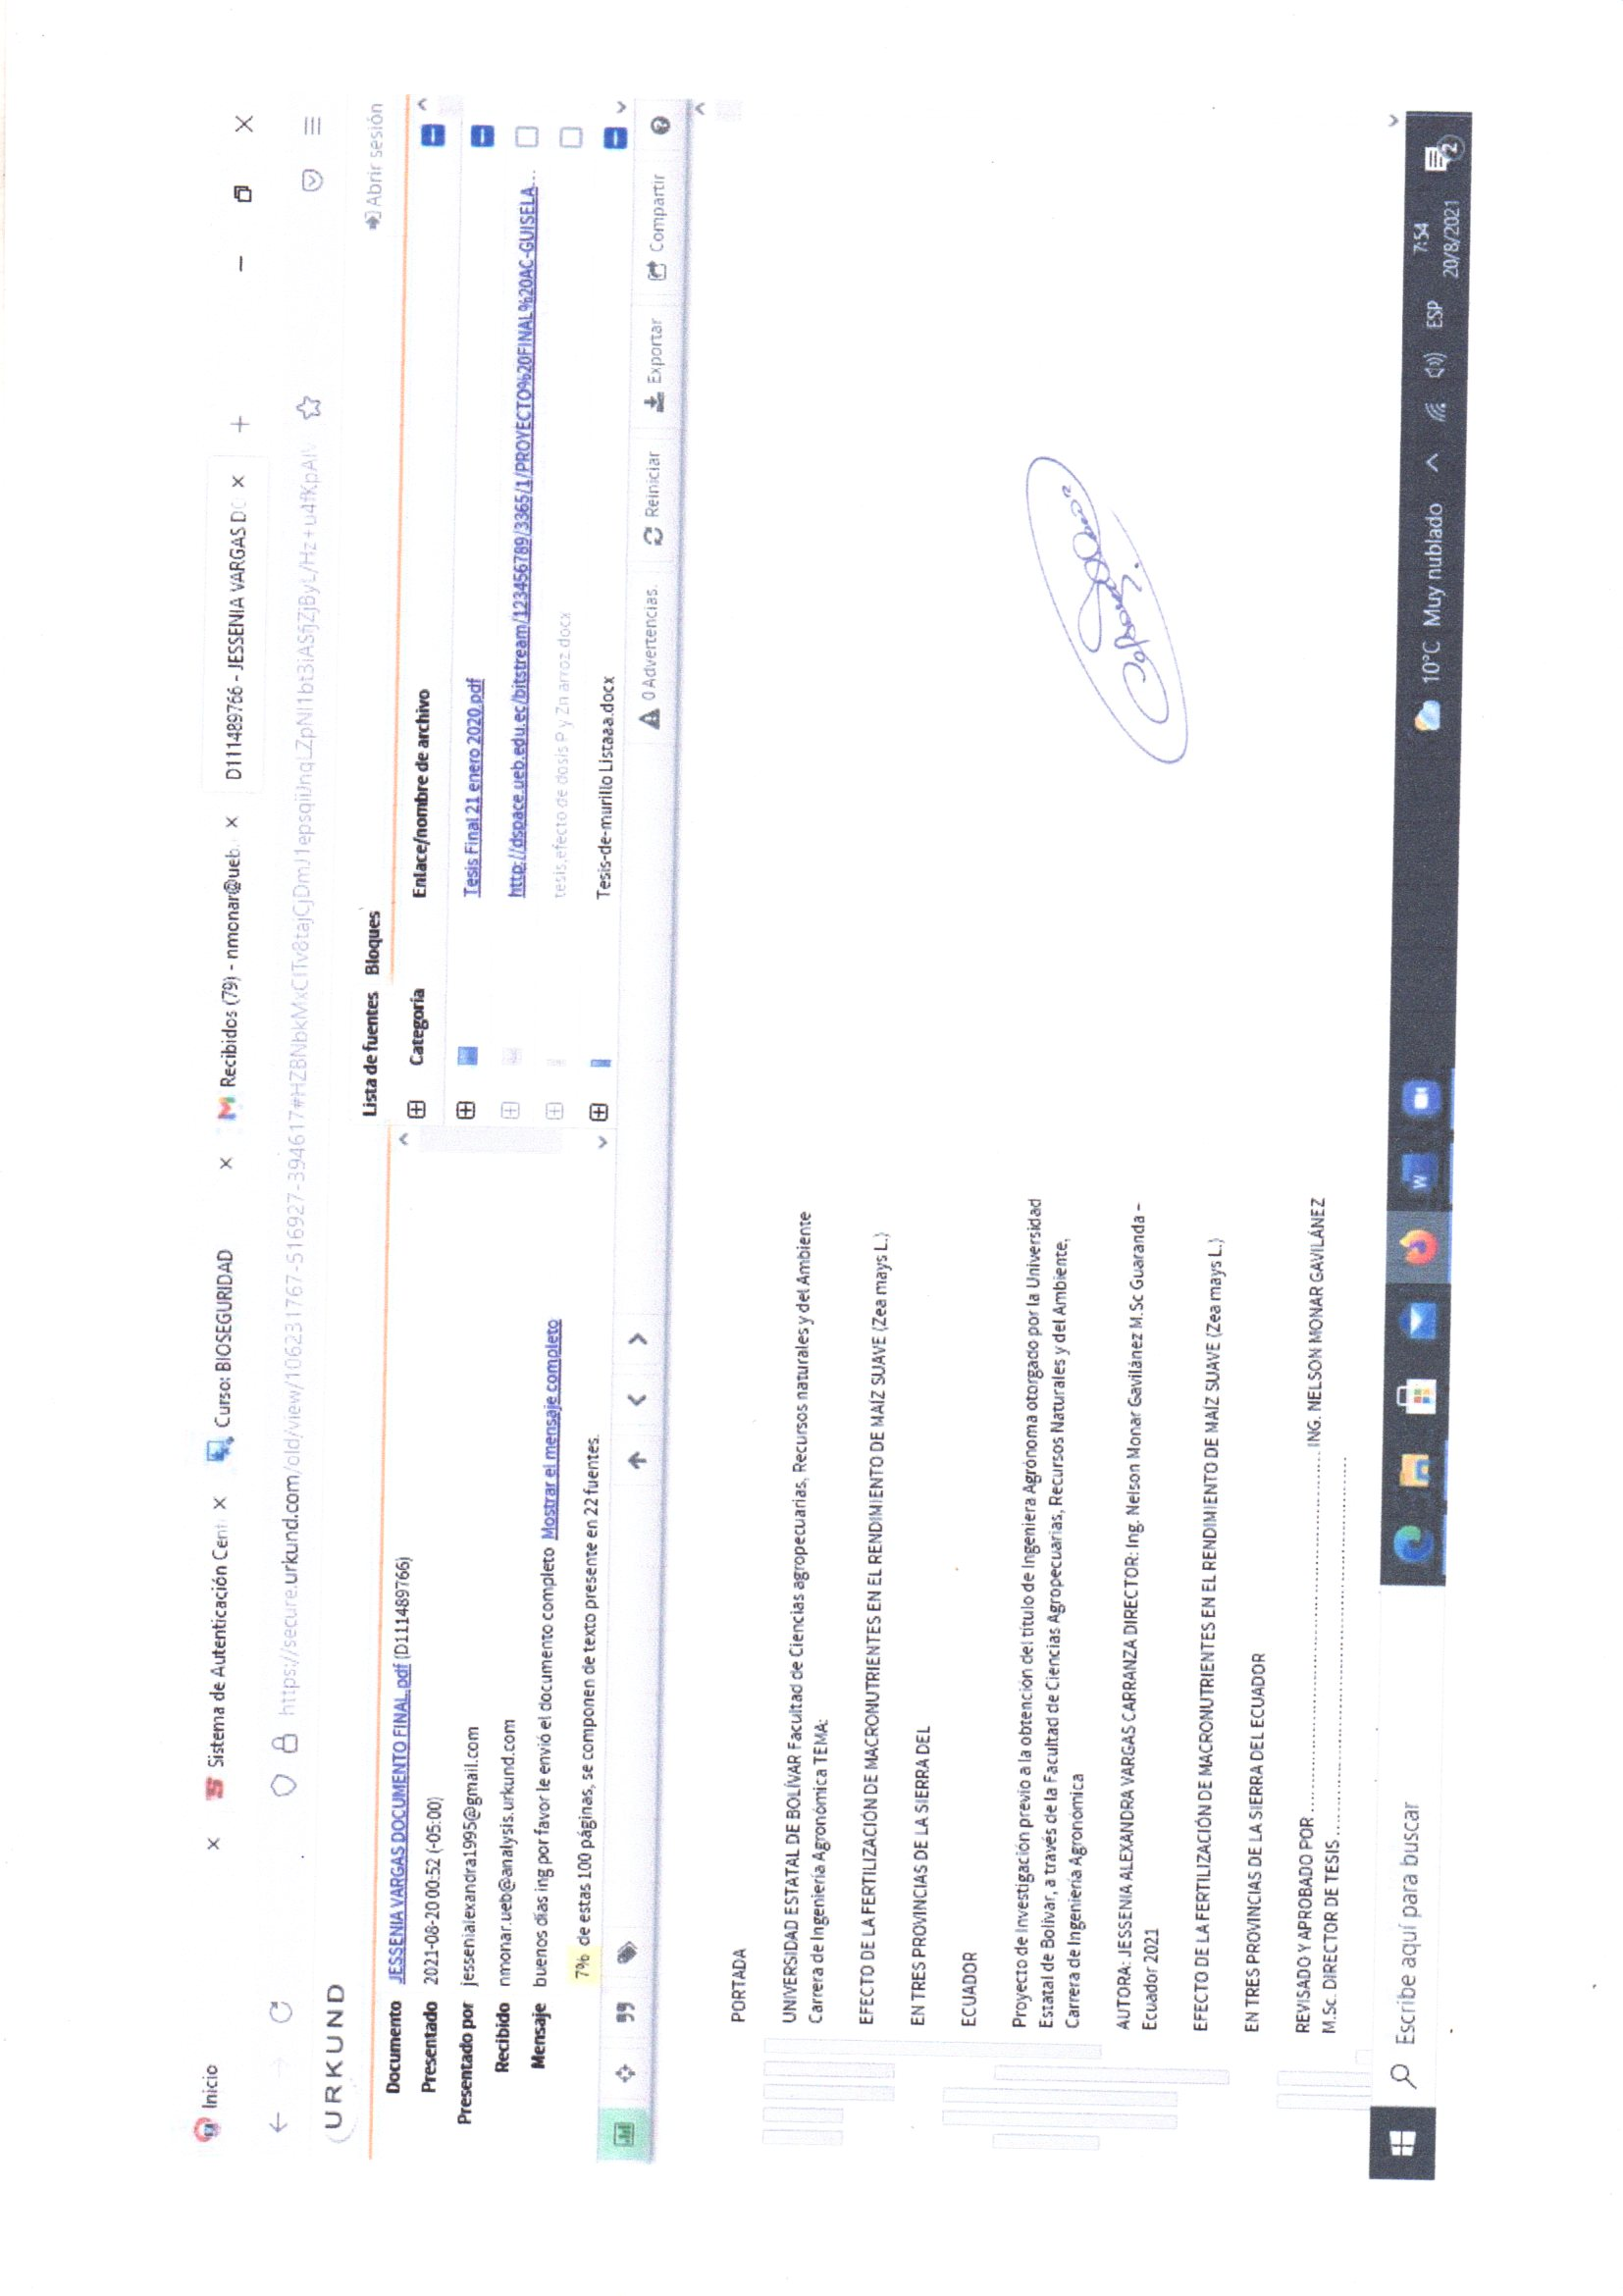 Inicio
Sistema de Autenticación Cent
Curso: BIOSEGURIDAD
Recibidos (79) - nmonar@ueb.
D111489766 - JESSENIA VARGAS DC
https://secure.urkund.com/old/view/106231767-516927-394617#
URKUND
Abrir sesión
Documento JESSENIA VARGAS DOCUMENTO FINAL.pdf (D111489766)
Presentado 2021-08-20 00:52 (-05:00)
Presentado por jessenialexandra1995@gmail.com
Recibido nmonar.ueb@analysis.urkund.com
Mensaje buenos días ing por favor le envió el documento completo Mostrar el mensaje completo
7% de estas 100 páginas, se componen de texto presente en 22 fuentes.
Lista de fuentes Bloques
Categoría Enlace/nombre de archivo
Tesis Final 21 enero 2020.pdf
http://dspace.ueb.edu.ec/bitstream/123456789/3365/1/PROYECTO%20FINAL%20AC-GUISELA...
tesis.efecto de dosis P y Zn arroz.docx
Tesis-de-murillo Listaaa.docx
0 Advertencias.
Reiniciar
Exportar
Compartir
PORTADA
UNIVERSIDAD ESTATAL DE BOLÍVAR Facultad de Ciencias agropecuarias, Recursos naturales y del Ambiente
Carrera de Ingeniería Agronómica TEMA:
EFECTO DE LA FERTILIZACIÓN DE MACRONUTRIENTES EN EL RENDIMIENTO DE MAÍZ SUAVE (Zea mays L.)
EN TRES PROVINCIAS DE LA SIERRA DEL
ECUADOR
Proyecto de Investigación previo a la obtención del título de Ingeniera Agrónoma otorgado por la Universidad
Estatal de Bolívar, a través de la Facultad de Ciencias Agropecuarias, Recursos Naturales y del Ambiente,
Carrera de Ingeniería Agronómica
AUTORA: JESSENIA ALEXANDRA VARGAS CARRANZA DIRECTOR: Ing. Nelson Monar Gavilánez M.Sc Guaranda –
Ecuador 2021
EFECTO DE LA FERTILIZACIÓN DE MACRONUTRIENTES EN EL RENDIMIENTO DE MAÍZ SUAVE (Zea mays L.)
EN TRES PROVINCIAS DE LA SIERRA DEL ECUADOR
REVISADO Y APROBADO POR ........................ ING. NELSON MONAR GAVILÁNEZ
M.Sc. DIRECTOR DE TESIS ........................
Escribe aquí para buscar
10°C Muy nublado
ESP
7:54
20/8/2021
2